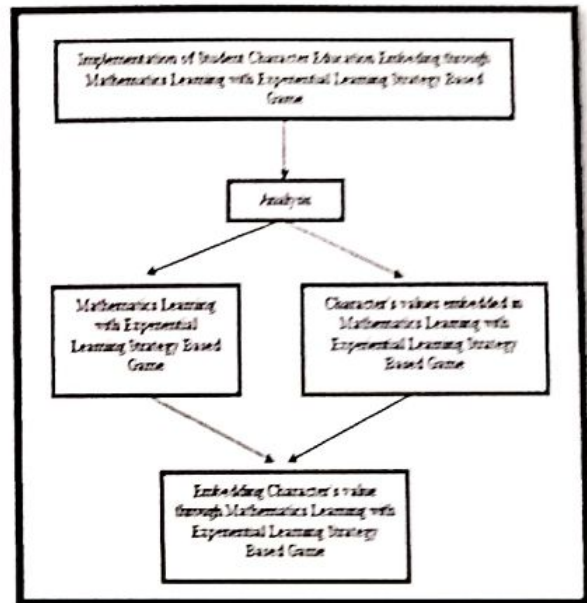 Implementation of Student Character Education Embeding through
Mathematics Learning with Experiential Learning Strategy Based
Game
Analysis
Mathematics Learning
with Experiential
Learning Strategy Based
Game
Character's values embedded in
Mathematics Learning with
Experiential Learning Strategy
Based Game
Embedding Character's value
through Mathematics Learning with
Experiential Learning Strategy
Based Game